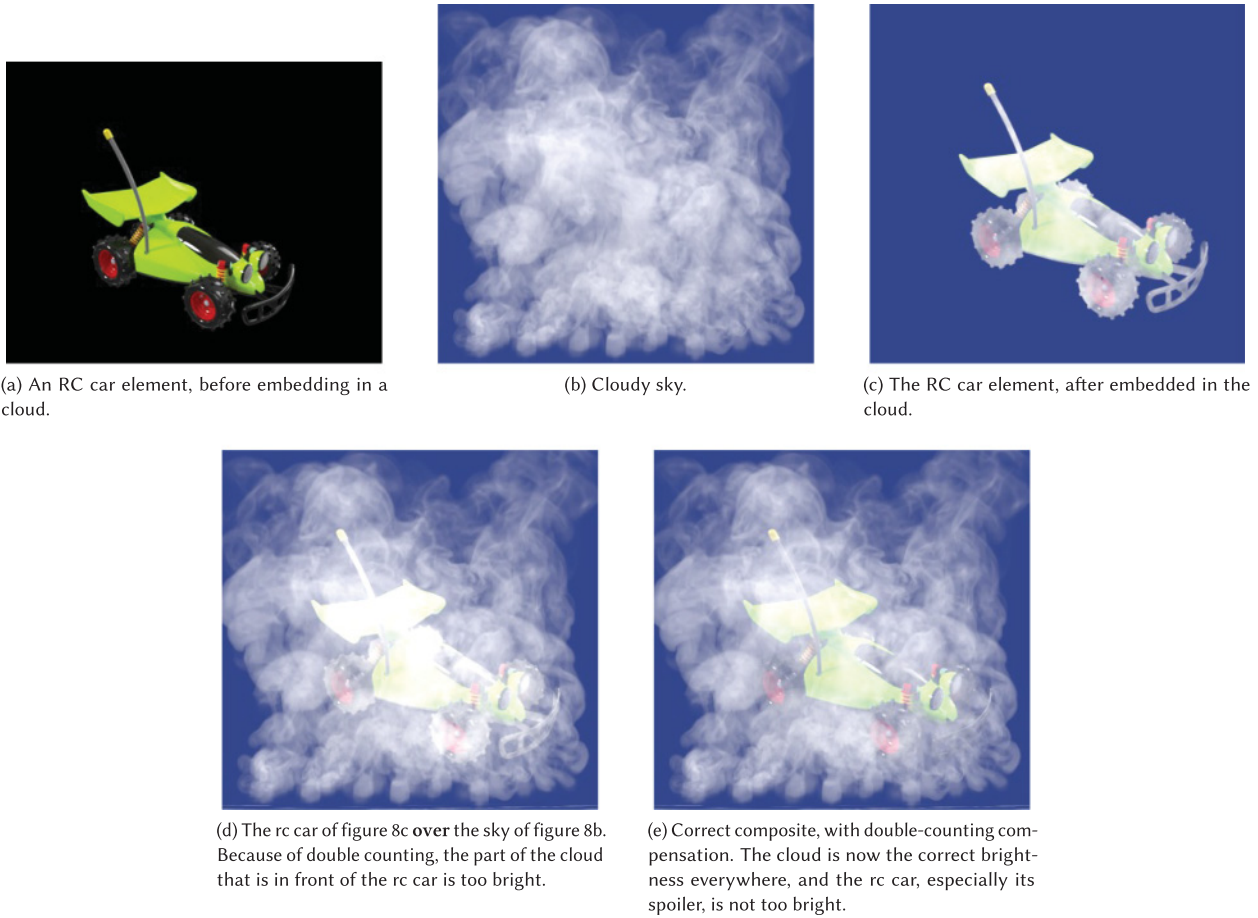 (a) An RC car element, before embedding in a
cloud.
(b) Cloudy sky.
(c) The RC car element, after embedded in the
cloud.
(d) The rc car of figure 8c over the sky of figure 8b.
Because of double counting, the part of the cloud
that is in front of the rc car is too bright.
(e) Correct composite, with double-counting com-
pensation. The cloud is now the correct bright-
ness everywhere, and the rc car, especially its
spoiler, is not too bright.